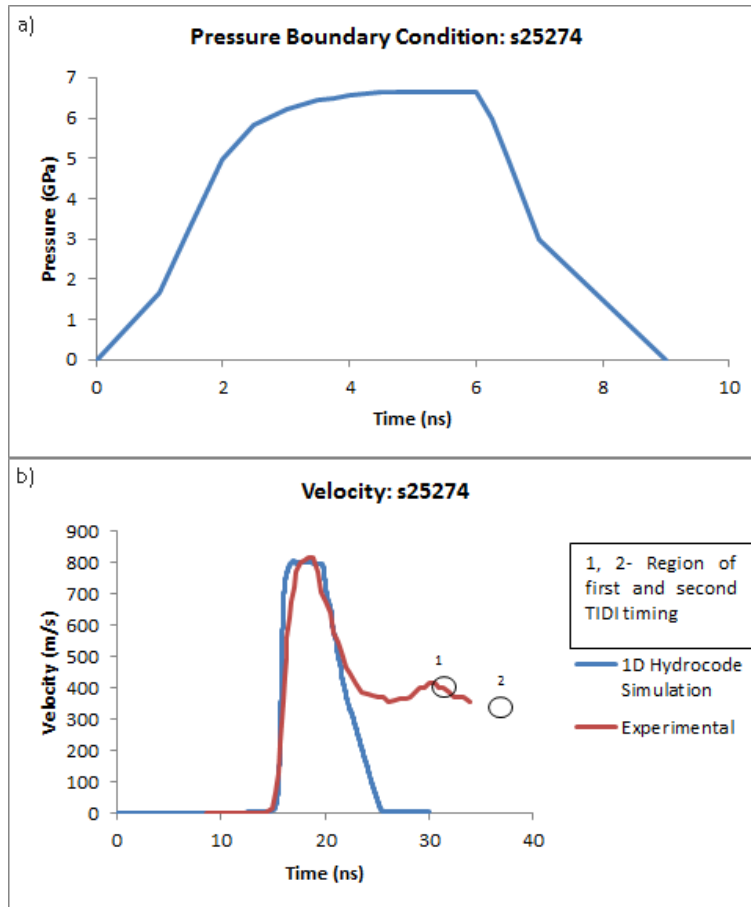 a)
Pressure Boundary Condition: s25274
Pressure (GPa)
7
6
5
4
3
2
1
0
0 2 4 6 8 10
Time (ns)
b)
Velocity: s25274
Velocity (m/s)
900
800
700
600
500
400
300
200
100
0
1
2
0 10 20 30 40
Time (ns)
1, 2- Region of
first and second
TIDI timing
1D Hydrocode
Simulation
Experimental